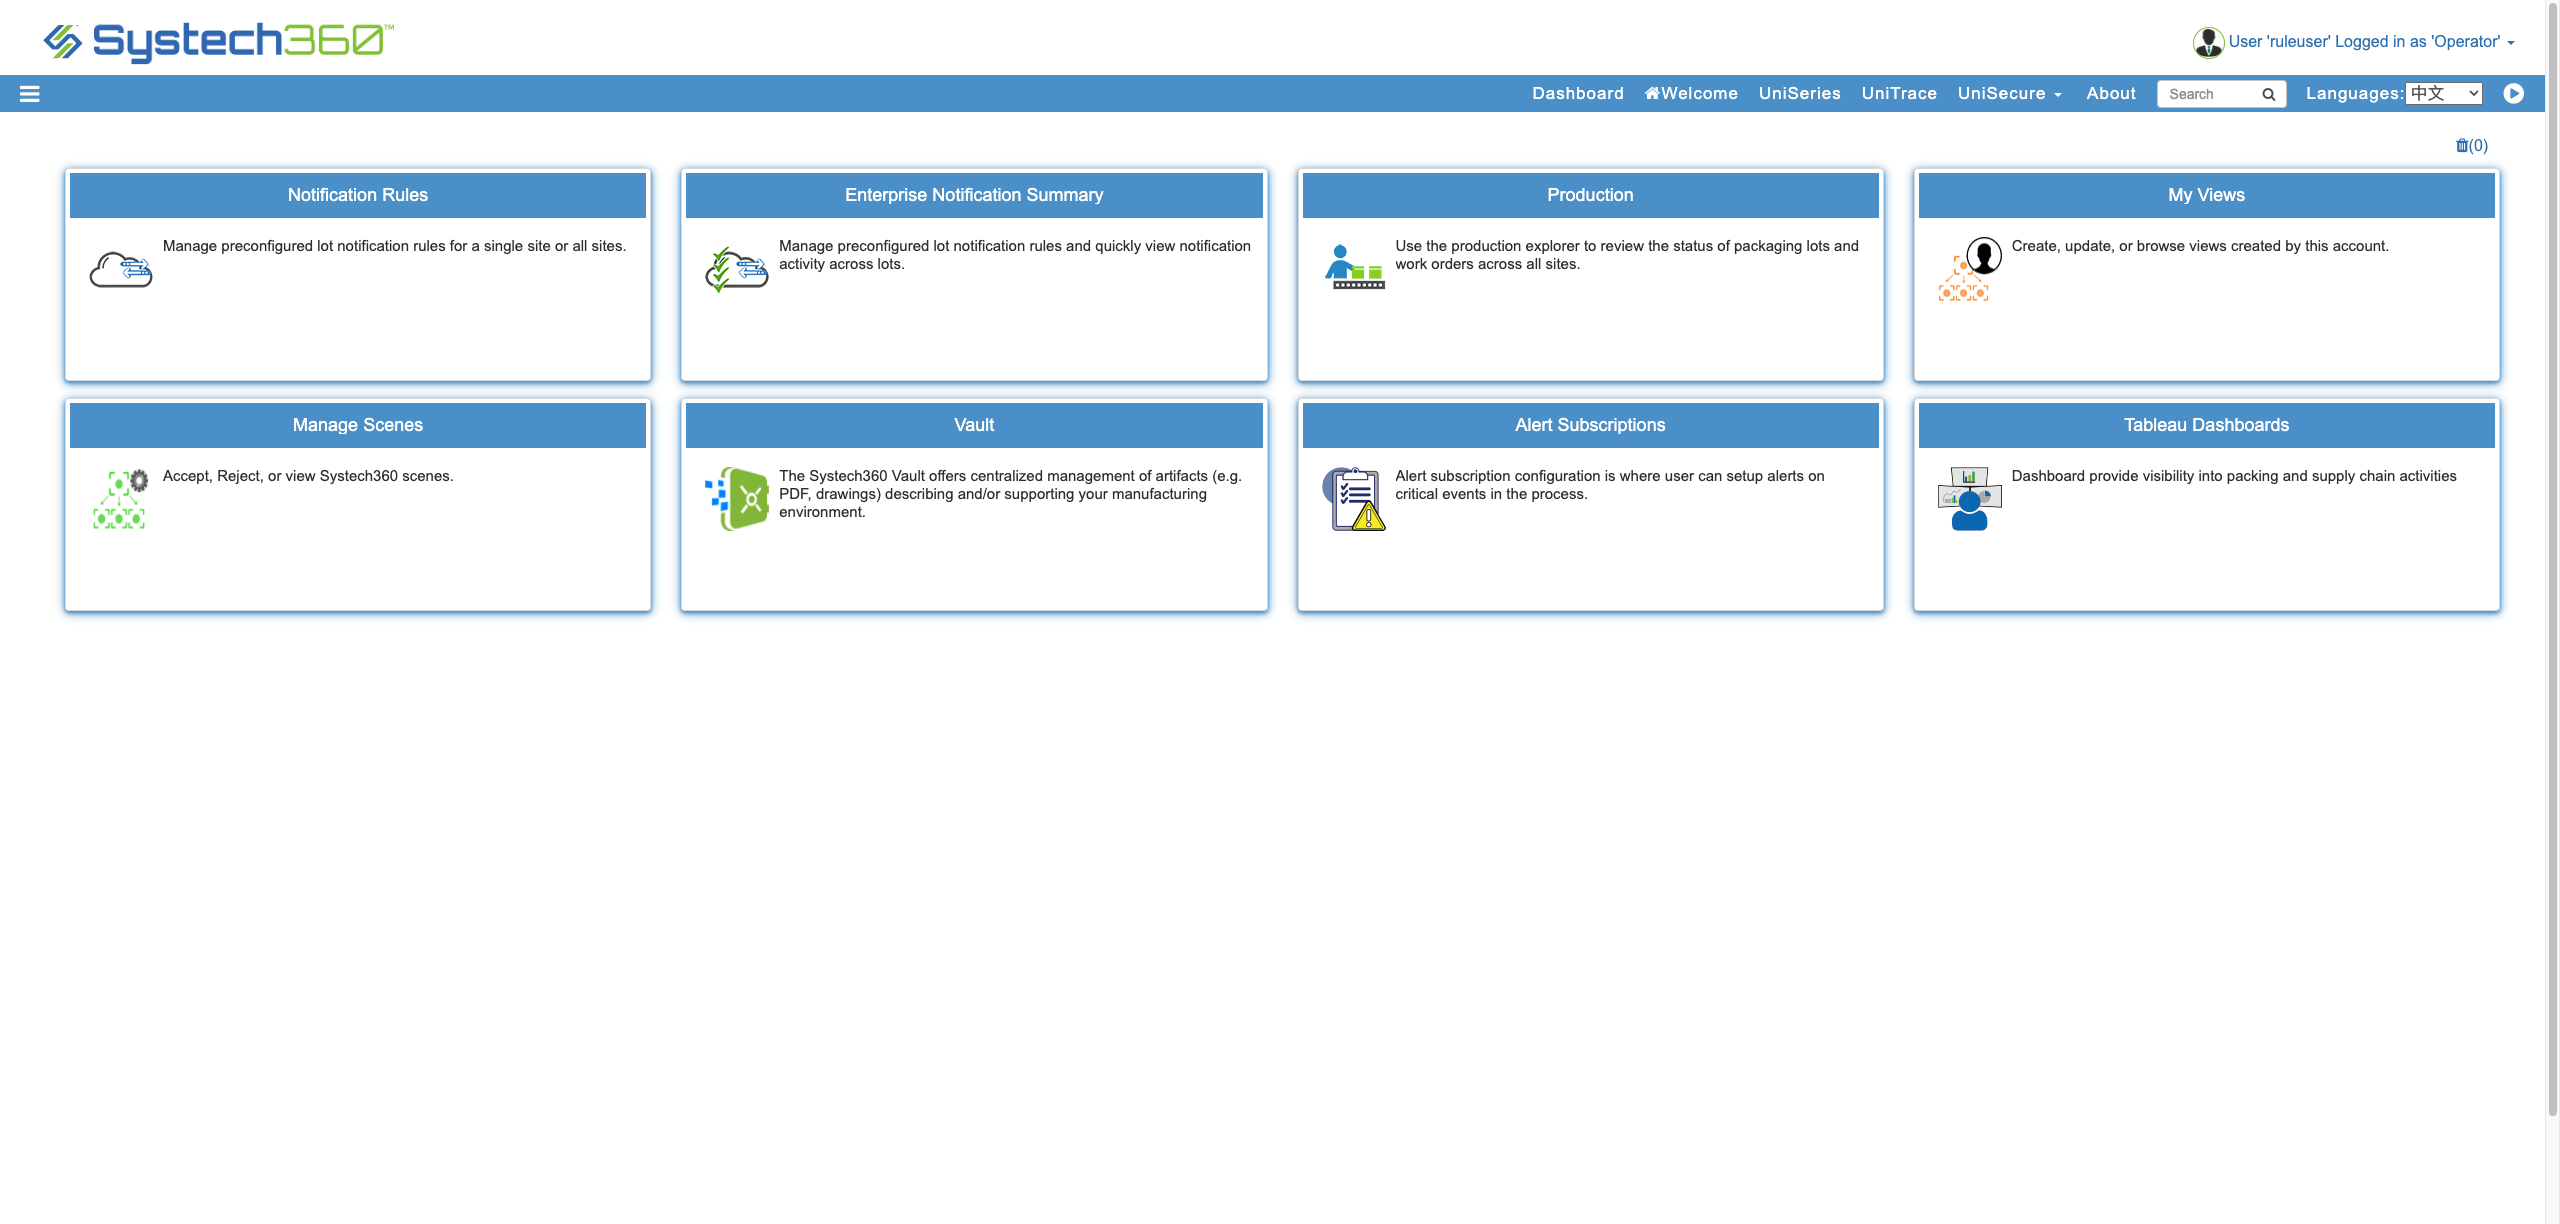 Systech360™
User 'ruleuser' Logged in as 'Operator'
Dashboard Welcome UniSeries UniTrace UniSecure About Search Languages: 中文
(0)
Notification Rules
Manage preconfigured lot notification rules for a single site or all sites.
Enterprise Notification Summary
Manage preconfigured lot notification rules and quickly view notification
activity across lots.
Production
Use the production explorer to review the status of packaging lots and
work orders across all sites.
My Views
Create, update, or browse views created by this account.
Manage Scenes
Accept, Reject, or view Systech360 scenes.
Vault
The Systech360 Vault offers centralized management of artifacts (e.g.
PDF, drawings) describing and/or supporting your manufacturing
environment.
Alert Subscriptions
Alert subscription configuration is where user can setup alerts on
critical events in the process.
Tableau Dashboards
Dashboard provide visibility into packing and supply chain activities